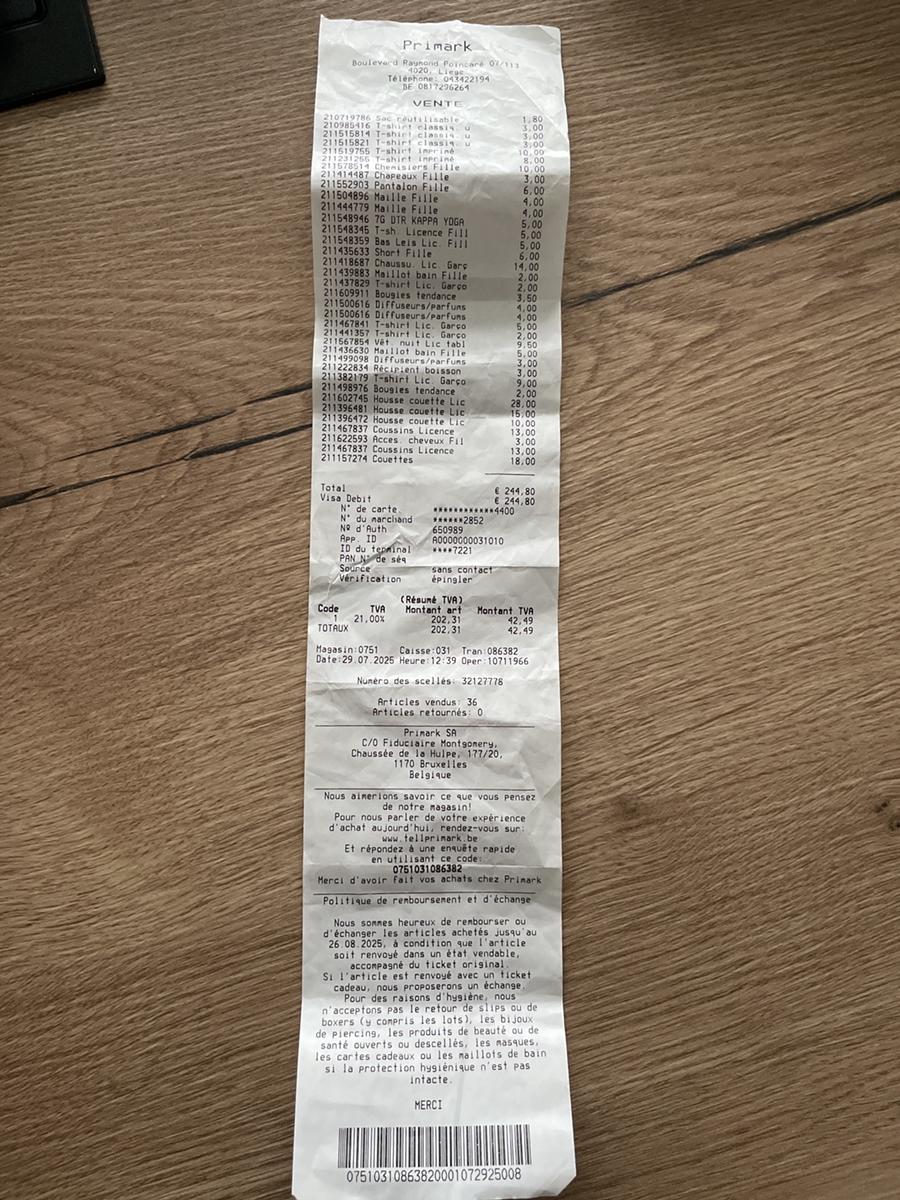 Primark
Boulevard Raymond Poincaré 07/113
4020, Liege
Téléphone: 043422194
BE 0817296264
VENTE
210719786 Sac réutilisable 1,80
210985416 T-shirt classiq. u 3,00
211515814 T-shirt classiq. u 3,00
211515821 T-shirt classiq. u 3,00
211519755 T-shirt imprimé 10,00
211231266 T-shirt imprimé 8,00
211578514 Chemisiers Fille 10,00
211414487 Chapeaux Fille 3,00
211552903 Pantalon Fille 6,00
211504896 Maille Fille 4,00
211444779 Maille Fille 4,00
211548946 7G DTR KAPPA YOGA 5,00
211548345 T-sh. Licence Fill 5,00
211548359 Bas Leis Lic. Fill 5,00
211435633 Short Fille 6,00
211418687 Chaussu. Lic. Garç 14,00
211439883 Maillot bain Fille 2,00
211437829 T-shirt Lic. Garço 2,00
211609911 Bougies tendance 3,50
211500616 Diffuseurs/parfums 4,00
211500616 Diffuseurs/parfums 4,00
211467841 T-shirt Lic. Garço 5,00
211441357 T-shirt Lic. Garço 2,00
211567854 Vêt. nuit Lic tabl 9,50
211436630 Maillot bain Fille 5,00
211499098 Diffuseurs/parfums 3,00
211222834 Récipient boisson 3,00
211382179 T-shirt Lic. Garço 9,00
211498976 Bougies tendance 2,00
211602745 Housse couette Lic 28,00
211396481 Housse couette Lic 15,00
211396472 Housse couette Lic 10,00
211467837 Coussins Licence 13,00
211622593 Acces. cheveux Fil 3,00
211467837 Coussins Licence 13,00
211157274 Couettes 18,00
Total € 244,80
Visa Debit € 244,80
N° de carte. ************4400
N° du marchand ******2852
Nº d'Auth 650989
App. ID A0000000031010
ID du terminal ****7221
PAN N° de séq
Source sans contact
Vérification épingler
(Résumé TVA)
Code TVA Montant art Montant TVA
1 21,00% 202,31 42,49
TOTAUX 202,31 42,49
Magasin:0751 Caisse:031 Tran:086382
Date:29.07.2025 Heure:12:39 Oper:10711966
Numéro des scellés: 32127778
Articles vendus: 36
Articles retournés: 0
Primark SA
C/O Fiduciaire Montgomery,
Chaussée de la Hulpe, 177/20,
1170 Bruxelles
Belgique
Nous aimerions savoir ce que vous pensez
de notre magasin!
Pour nous parler de votre expérience
d'achat aujourd'hui, rendez-vous sur:
www.tellprimark.be
Et répondez à une enquête rapide
en utilisant ce code:
0751031086382
Merci d'avoir fait vos achats chez Primark
Politique de remboursement et d'échange
Nous sommes heureux de rembourser ou
d'échanger les articles achetés jusqu'au
26.08.2025, à condition que l'article
soit renvoyé dans un état vendable,
accompagné du ticket original.
Si l'article est renvoyé avec un ticket
cadeau, nous proposerons un échange.
Pour des raisons d'hygiène, nous
n'acceptons pas le retour de slips ou de
boxers (y compris les lots), les bijoux
de piercing, les produits de beauté ou de
santé ouverts ou descellés, les masques,
les cartes cadeaux ou les maillots de bain
si la protection hygiénique n'est pas
intacte.
MERCI
07510310863820001072925008